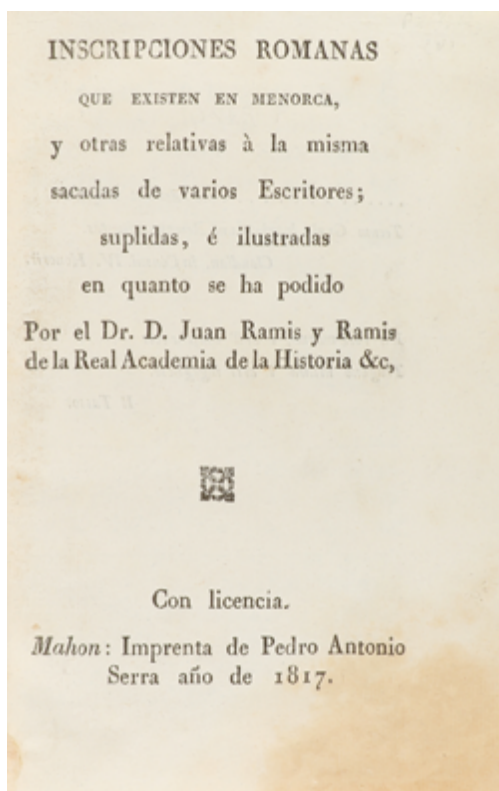 INSCRIPCIONES ROMANAS
QUE EXISTEN EN MENORCA,
y otras relativas à la misma
sacadas de varios Escritores;
suplidas, é ilustradas
en quanto se ha podido
Por el Dr. D. Juan Ramis y Ramis
de la Real Academia de la Historia &c,
Con licencia.
Mahon: Imprenta de Pedro Antonio
Serra año de 1817.